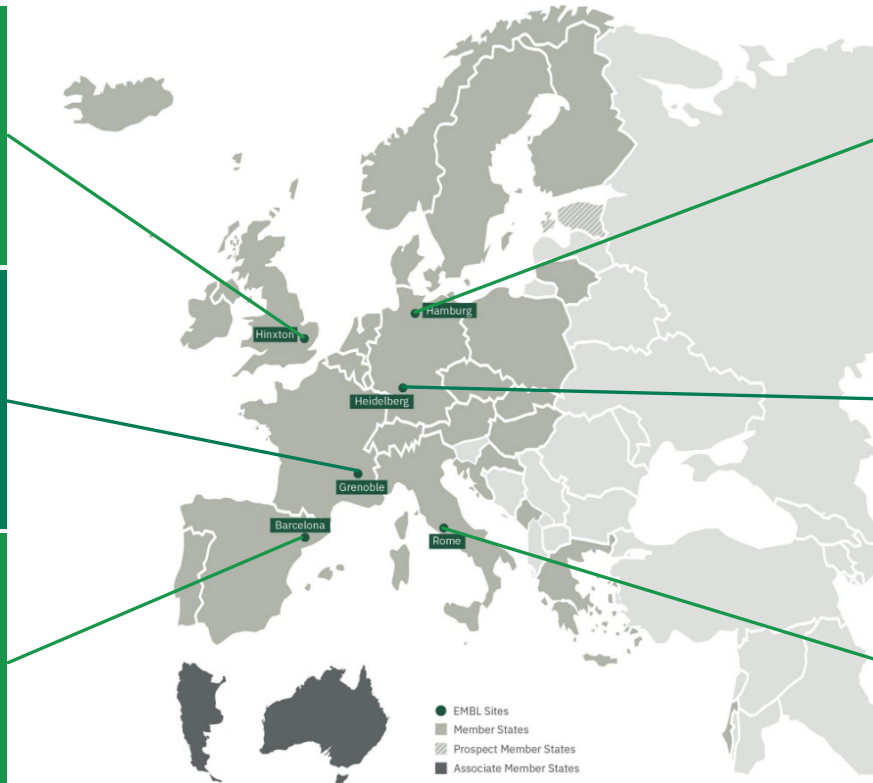 Hamburg
Hinxton
Heidelberg
Grenoble
Barcelona
Rome
EMBL Sites
Member States
Prospect Member States
Associate Member States